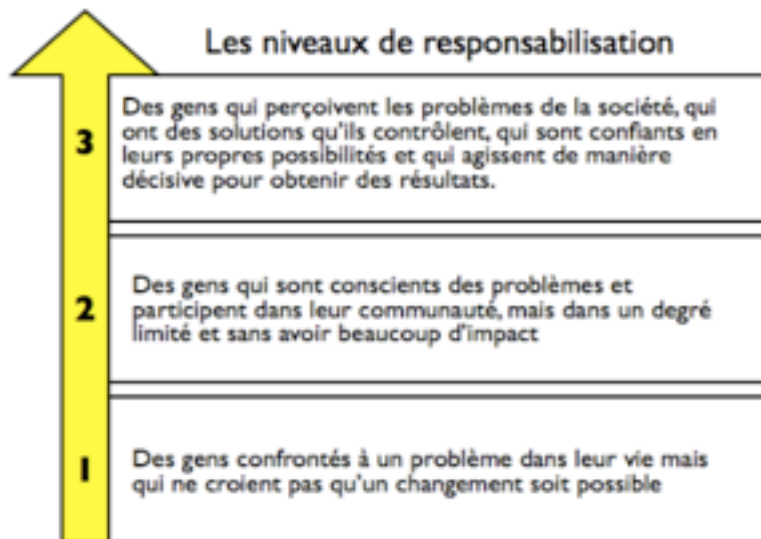 Les niveaux de responsabilisation
3
Des gens qui perçoivent les problèmes de la société, qui
ont des solutions qu'ils contrôlent, qui sont confiants en
leurs propres possibilités et qui agissent de manière
décisive pour obtenir des résultats.
2
Des gens qui sont conscients des problèmes et
participent dans leur communauté, mais dans un degré
limité et sans avoir beaucoup d'impact
1
Des gens confrontés à un problème dans leur vie mais
qui ne croient pas qu'un changement soit possible